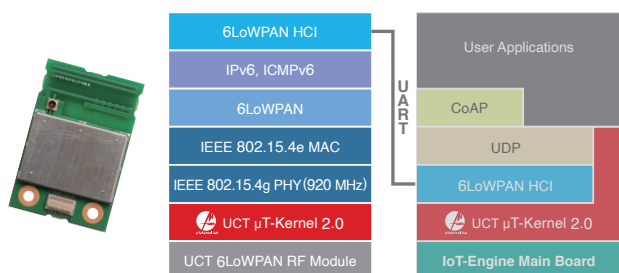 6LoWPAN HCI
IPv6, ICMPv6
6LoWPAN
IEEE 802.15.4e MAC
IEEE 802.15.4g PHY(920 MHz)
UCT μT-Kernel 2.0
UCT 6LoWPAN RF Module
UART
User Applications
CoAP
UDP
6LoWPAN HCI
UCT μT-Kernel 2.0
IoT-Engine Main Board